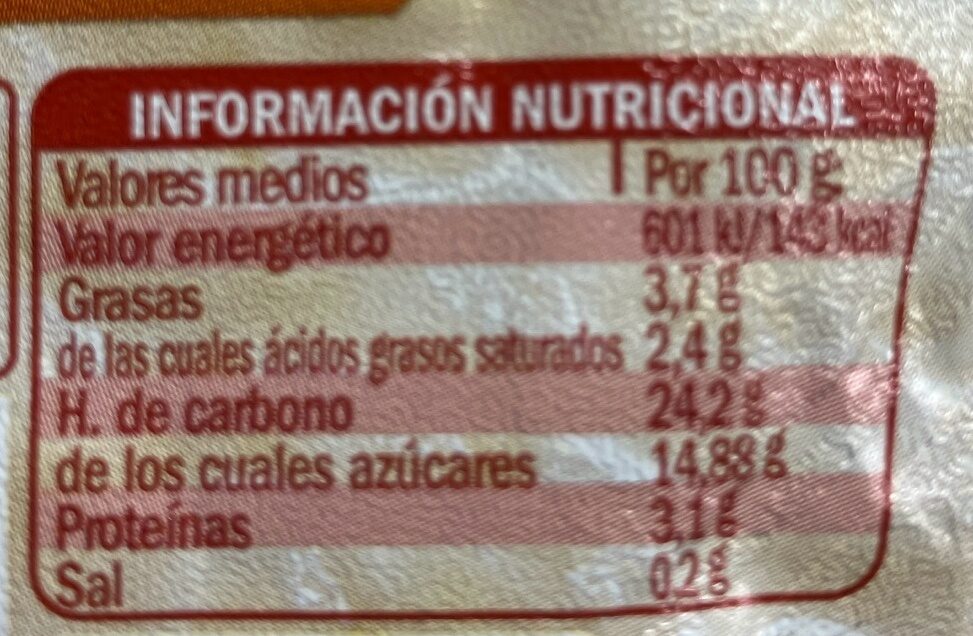 INFORMACIÓN NUTRICIONAL
Valores medios Por 100 g
Valor energético 601 kJ/143 kcal
Grasas 3,7 g
de las cuales ácidos grasos saturados 2,4 g
H. de carbono 24,2 g
de los cuales azúcares 14,88 g
Proteínas 3,1 g
Sal 0,2 g